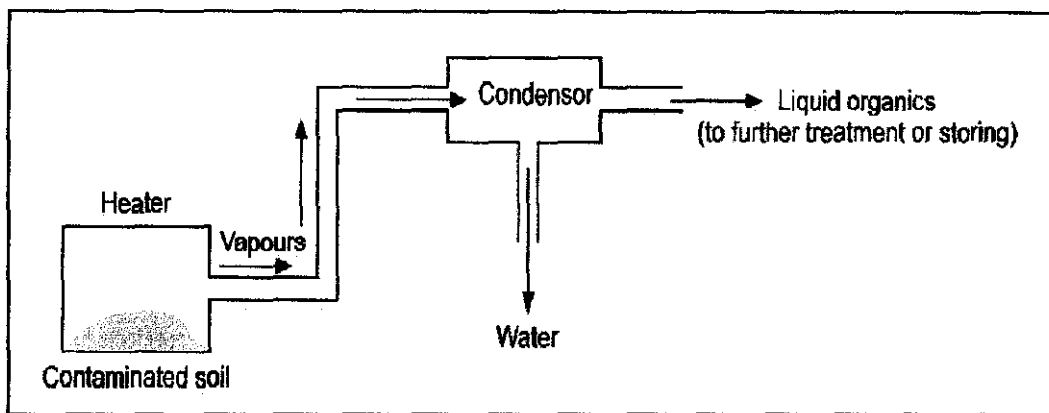 Condensor
Liquid organics
(to further treatment or storing)
Heater
Vapours
Water
Contaminated soil